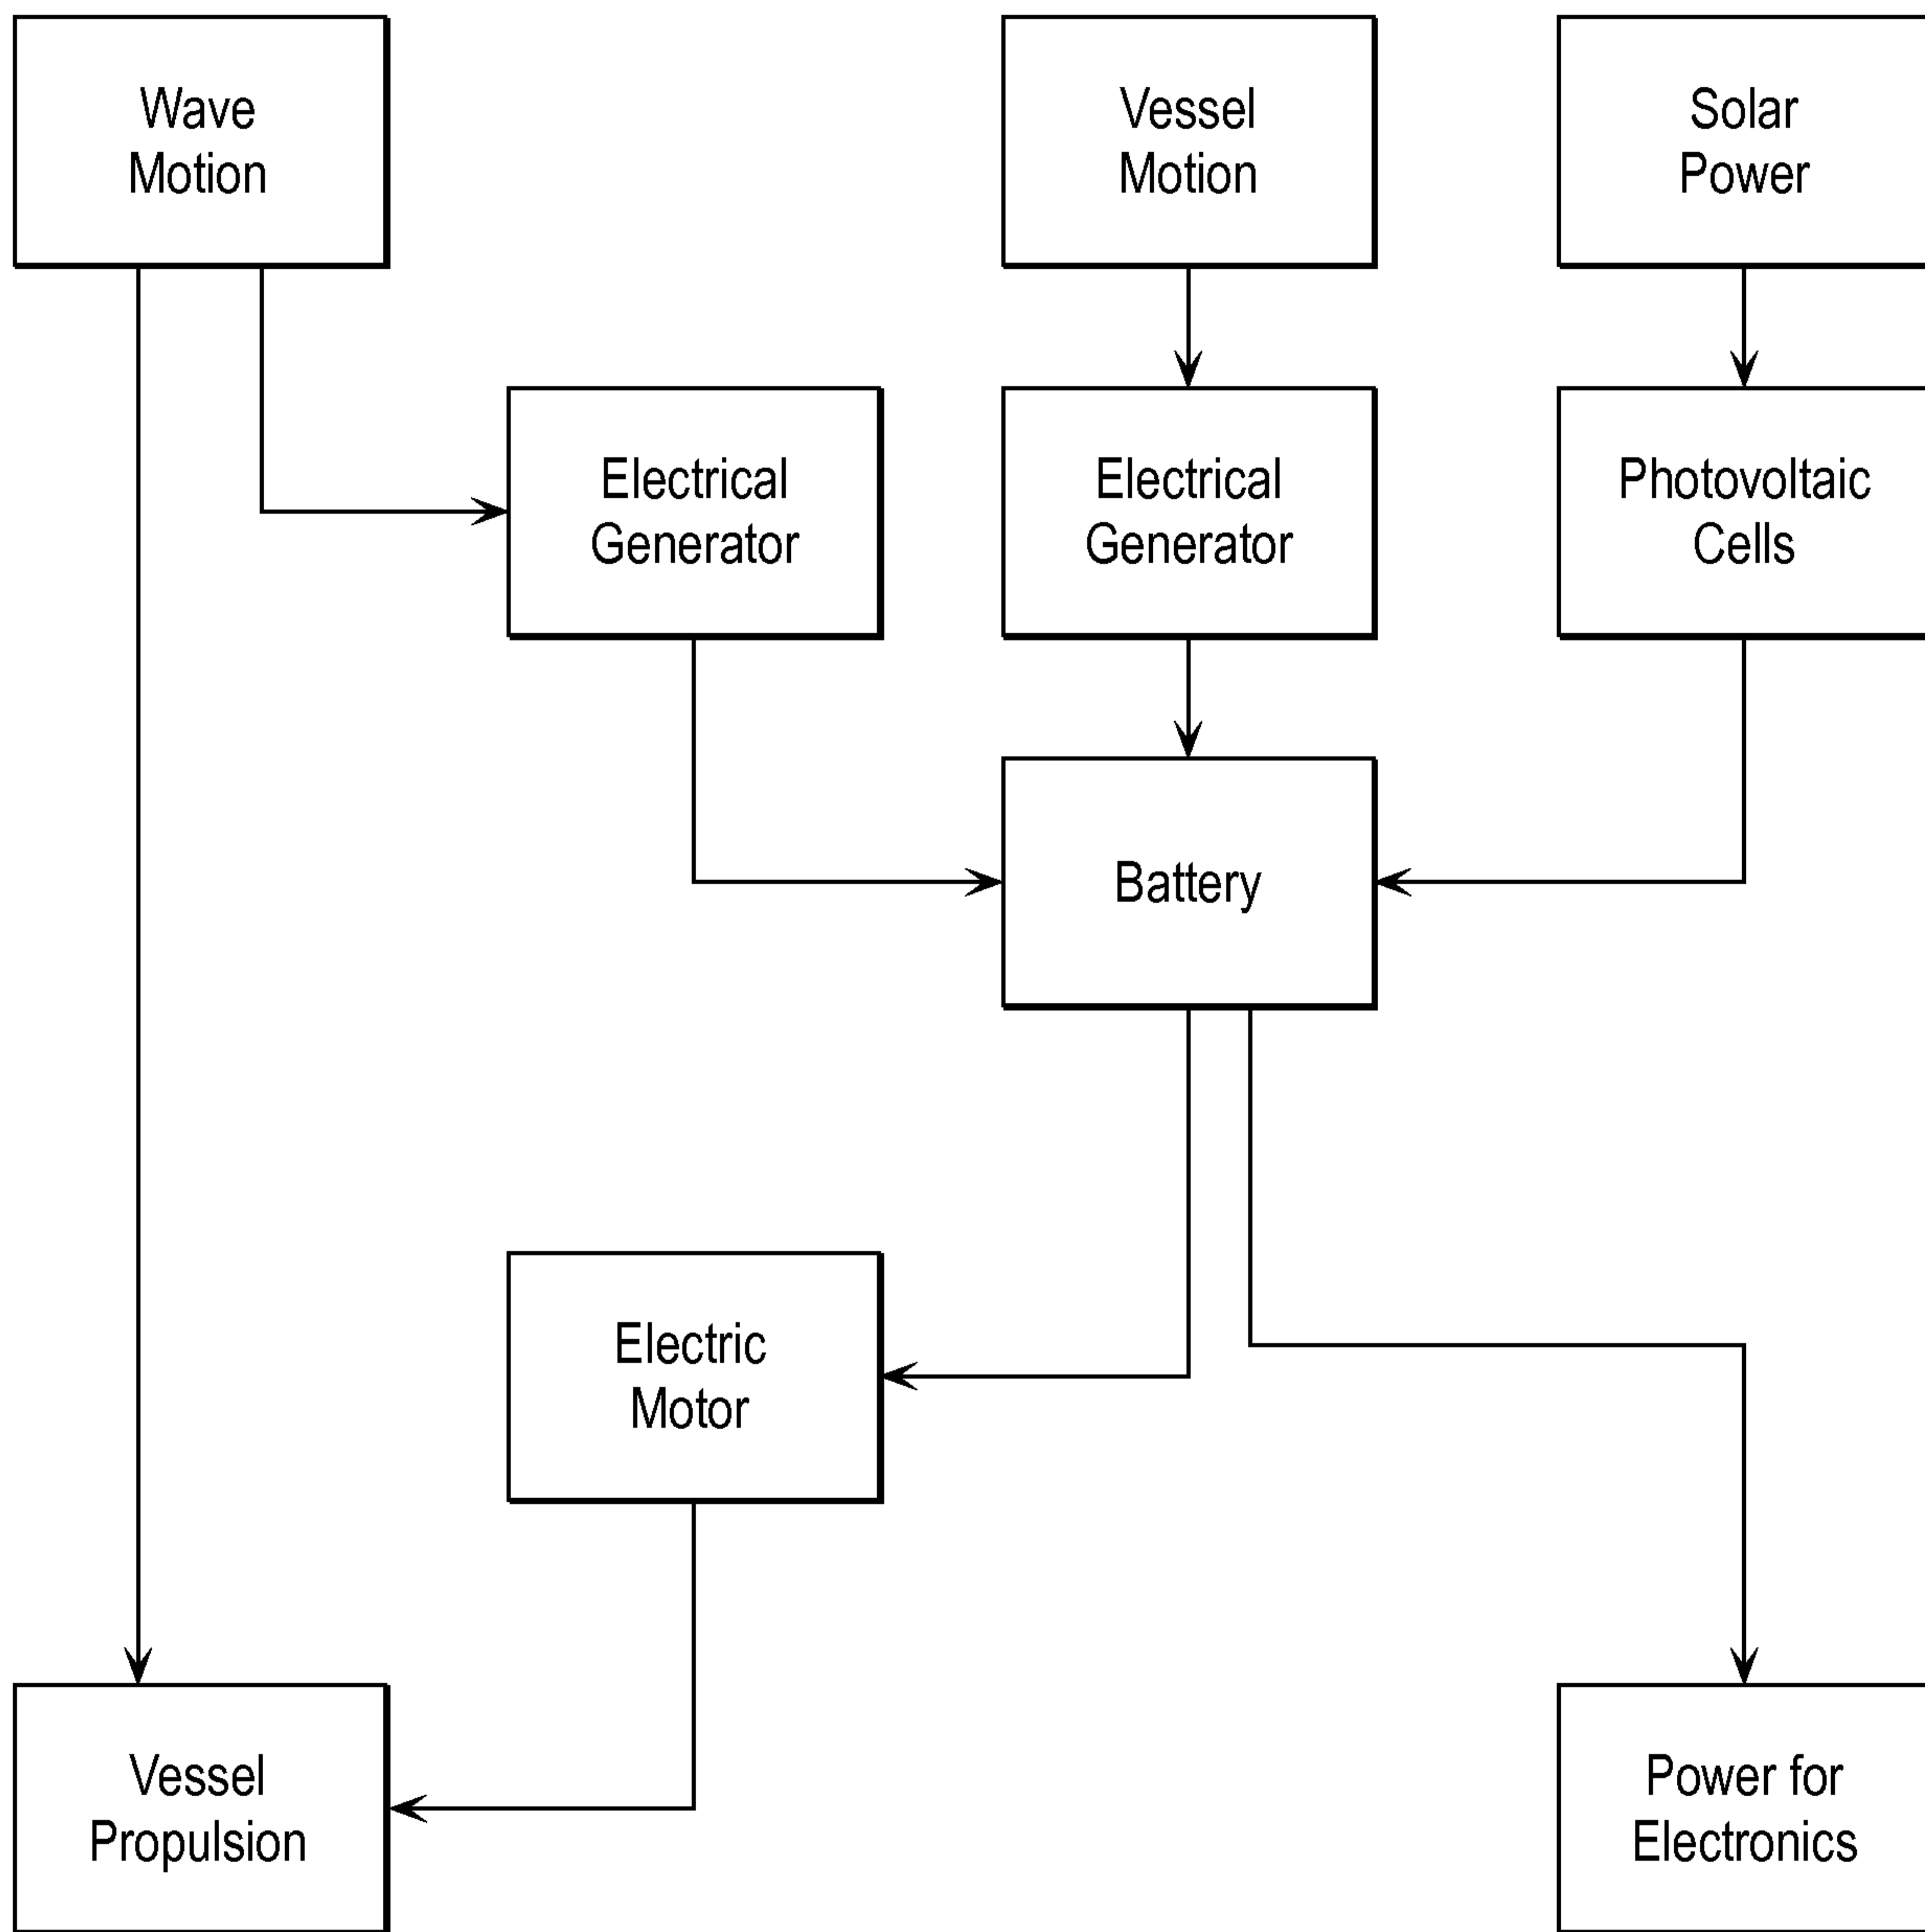 Wave
Motion
Vessel
Motion
Solar
Power
Electrical
Generator
Electrical
Generator
Photovoltaic
Cells
Battery
Electric
Motor
Vessel
Propulsion
Power for
Electronics